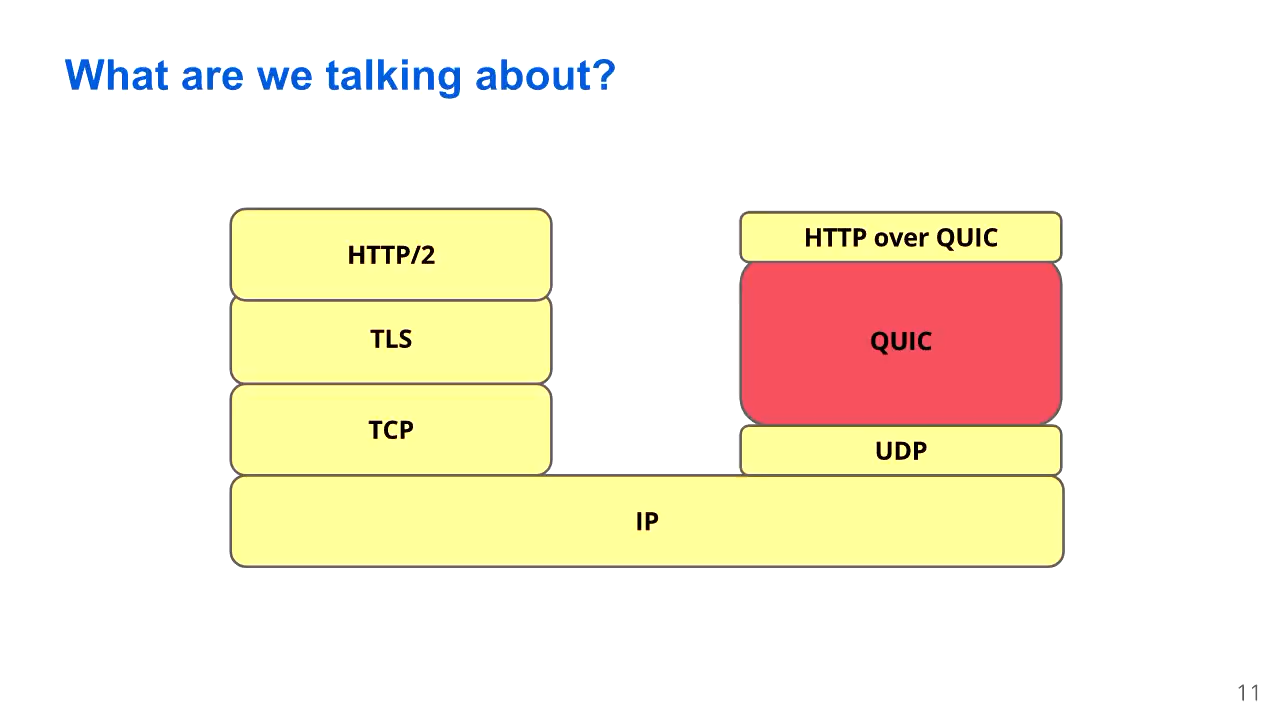 What are we talking about?
HTTP/2
TLS
TCP
HTTP over QUIC
QUIC
UDP
IP
11